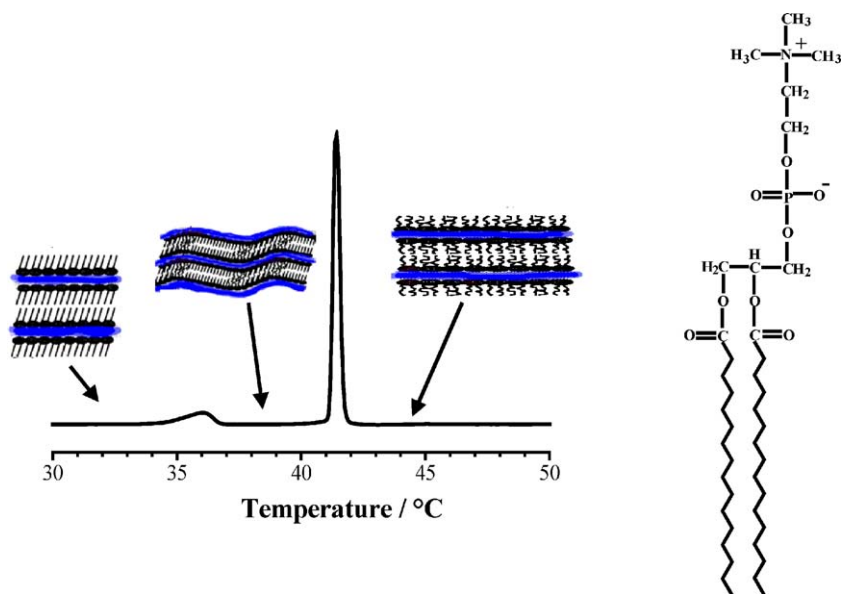 30 35 40 45 50
Temperature / °C
CH3
+
H3C—N—CH3
CH2
CH2
O
O=P—O-
O
H
H2C—C—CH2
O O
O=C C=O